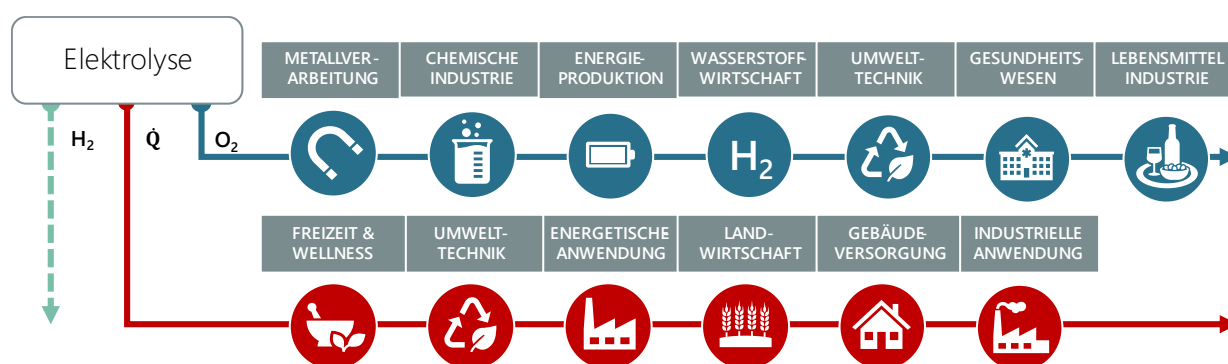 Elektrolyse
H₂
Q̇
O₂
METALLVER-
ARBEITUNG
CHEMISCHE
INDUSTRIE
ENERGIE-
PRODUKTION
WASSERSTOFF-
WIRTSCHAFT
UMWELT-
TECHNIK
GESUNDHEITS-
WESEN
LEBENSMITTEL
INDUSTRIE
H₂
FREIZEIT &
WELLNESS
UMWELT-
TECHNIK
ENERGETISCHE
ANWENDUNG
LAND-
WIRTSCHAFT
GEBÄUDE-
VERSORGUNG
INDUSTRIELLE
ANWENDUNG